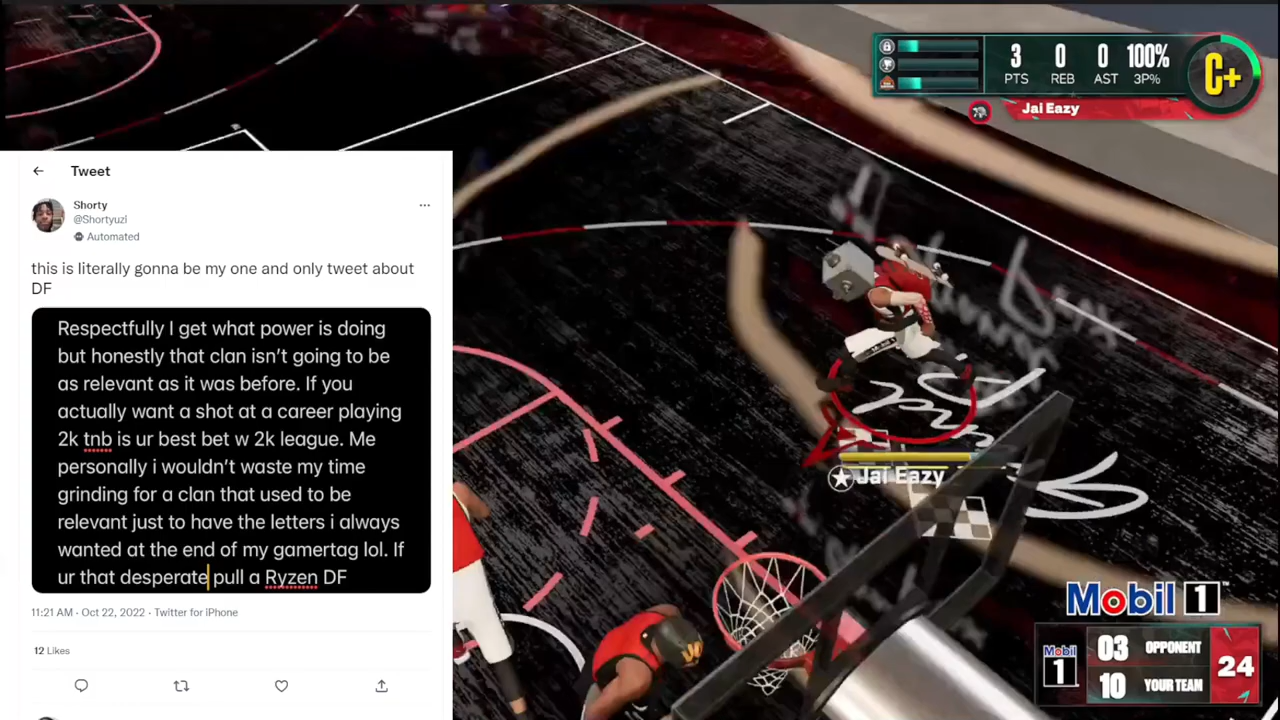 3 0 0 100%
PTS REB AST 3P%
C+
Jai Eazy
Tweet
Shorty
@Shortyuzi
Automated
this is literally gonna be my one and only tweet about
DF
Respectfully I get what power is doing
but honestly that clan isn't going to be
as relevant as it was before. If you
actually want a shot at a career playing
2k tnb is ur best bet w 2k league. Me
personally i wouldn't waste my time
grinding for a clan that used to be
relevant just to have the letters i always
wanted at the end of my gamertag lol. If
ur that desperate pull a Ryzen DF
11:21 AM · Oct 22, 2022 · Twitter for iPhone
12 Likes
Jai Eazy
Mobil 1™
Mobil 1
03 OPPONENT
10 YOUR TEAM
24